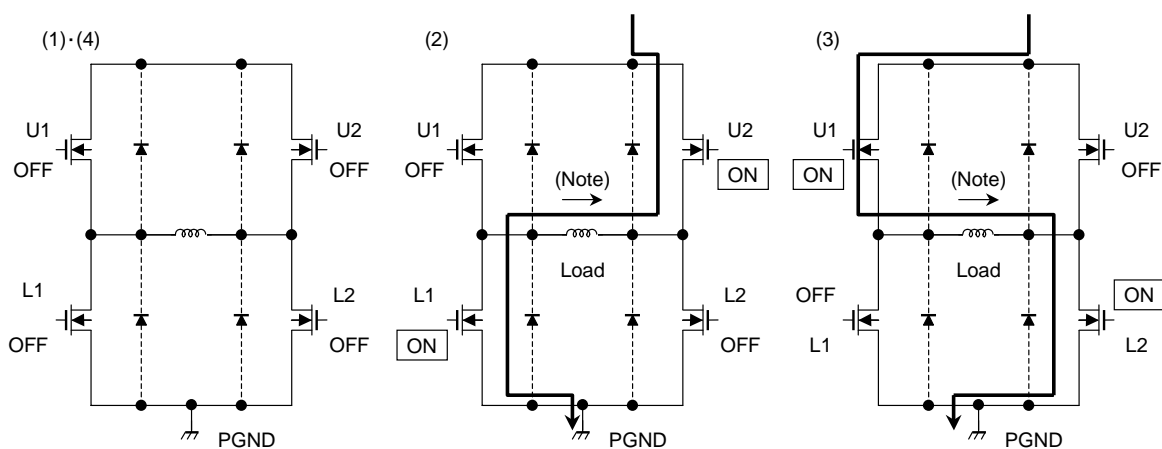 (1)·(4)
U1
OFF
U2
OFF
L1
OFF
L2
OFF
PGND
(2)
U1
OFF
U2
ON
(Note)
Load
L1
ON
L2
OFF
PGND
(3)
U1
ON
U2
OFF
(Note)
Load
OFF
L1
ON
L2
PGND